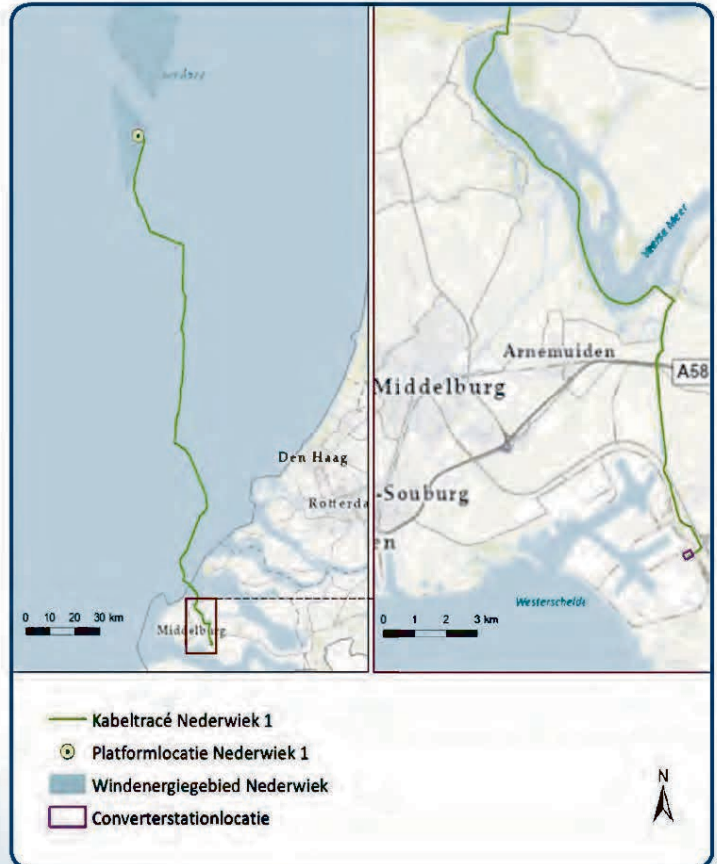 Den Haag
Rotterda
Middelburg
0 10 20 30 km
Veerse Meer
Arnemuiden
A58
Middelburg
-Souburg
en
Westerschelde
0 1 2 3 km
Kabeltracé Nederwiek 1
Platformlocatie Nederwiek 1
Windenergiegebied Nederwiek
Converterstationlocatie
N